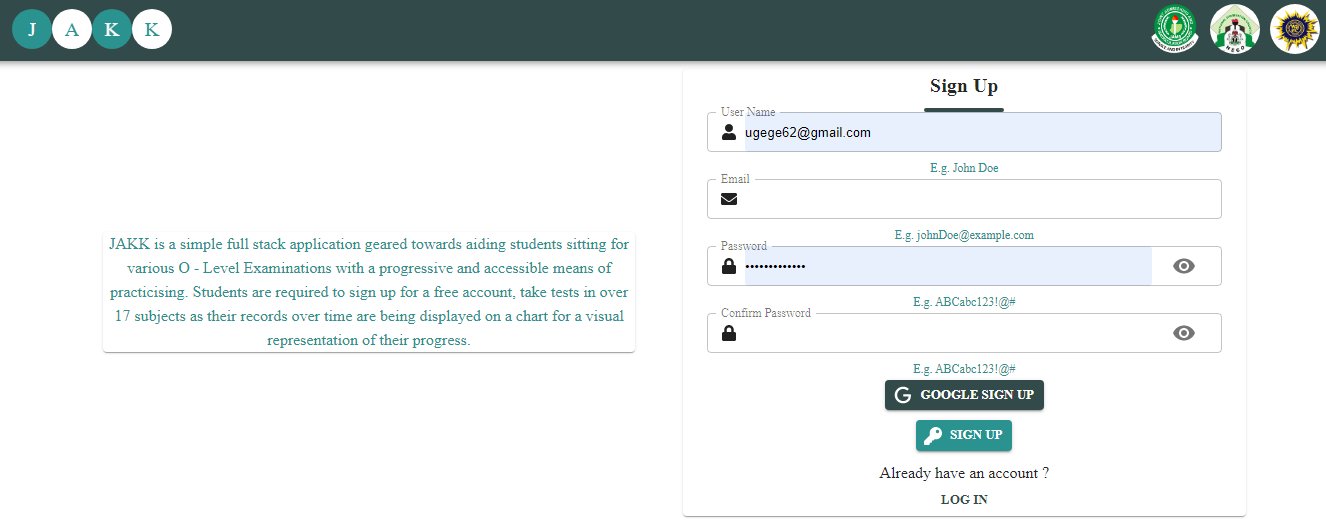 J A K K
NECO
Sign Up
User Name
ugege62@gmail.com
E.g. John Doe
Email
E.g. johnDoe@example.com
Password
•••••••••••••
E.g. ABCabc123!@#
Confirm Password
E.g. ABCabc123!@#
GOOGLE SIGN UP
SIGN UP
Already have an account ?
LOG IN
JAKK is a simple full stack application geared towards aiding students sitting for
various O - Level Examinations with a progressive and accessible means of
practicising. Students are required to sign up for a free account, take tests in over
17 subjects as their records over time are being displayed on a chart for a visual
representation of their progress.